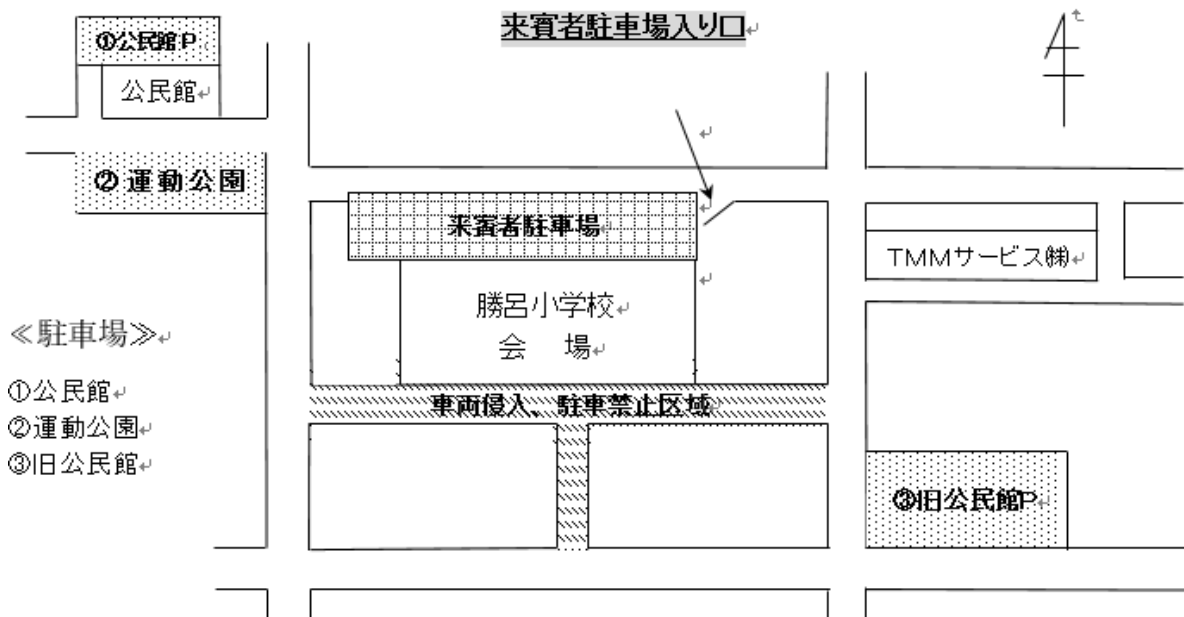 来賓者駐車場入り口
①公民館P
公民館
②運動公園
来賓者駐車場
TMMサービス㈱
勝呂小学校
会　場
≪駐車場≫
①公民館
②運動公園
③旧公民館
車両侵入、駐車禁止区域
③旧公民館P